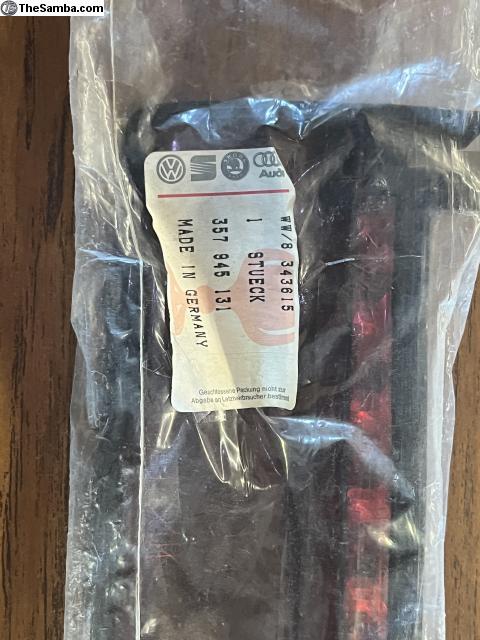 TheSamba.com
Audi
WW/8 343615
1 STUECK
357 945 131
MADE IN GERMANY
Geschlossene Packung nicht zur
Abgabe an Letztverbraucher bestimmt